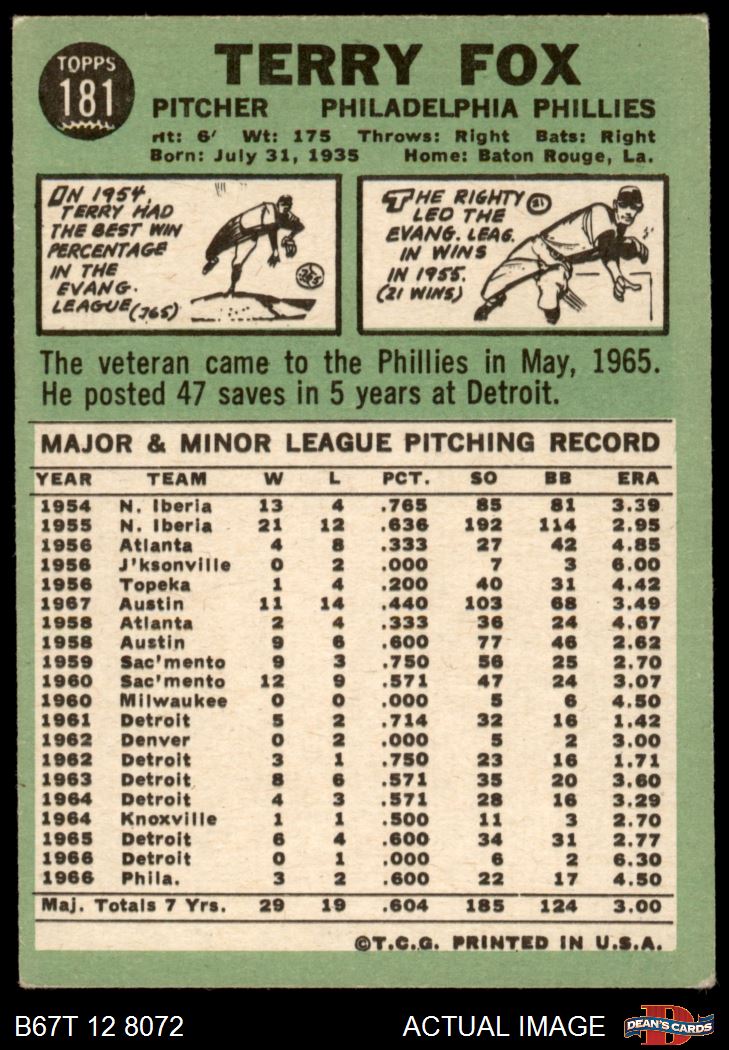 TOPPS
181
TERRY FOX
PITCHER PHILADELPHIA PHILLIES
Ht: 6' Wt: 175 Throws: Right Bats: Right
Born: July 31, 1935 Home: Baton Rouge, La.
IN 1954,
TERRY HAD
THE BEST WIN
PERCENTAGE
IN THE
EVANG.
LEAGUE (.765)
765
THE RIGHTY
LED THE
EVANG. LEAG.
IN WINS
IN 1955.
(21 WINS)
21
The veteran came to the Phillies in May, 1965.
He posted 47 saves in 5 years at Detroit.
MAJOR & MINOR LEAGUE PITCHING RECORD
YEAR TEAM W L PCT. SO BB ERA
1954 N. Iberia 13 4 .765 85 81 3.39
1955 N. Iberia 21 12 .636 192 114 2.95
1956 Atlanta 4 8 .333 27 42 4.85
1956 J'ksonville 0 2 .000 7 3 6.00
1956 Topeka 1 4 .200 40 31 4.42
1967 Austin 11 14 .440 103 68 3.49
1958 Atlanta 2 4 .333 36 24 4.67
1958 Austin 9 6 .600 77 46 2.62
1959 Sac'mento 9 3 .750 56 25 2.70
1960 Sac'mento 12 9 .571 47 24 3.07
1960 Milwaukee 0 0 .000 5 6 4.50
1961 Detroit 5 2 .714 32 16 1.42
1962 Denver 0 2 .000 5 2 3.00
1962 Detroit 3 1 .750 23 16 1.71
1963 Detroit 8 6 .571 35 20 3.60
1964 Detroit 4 3 .571 28 16 3.29
1964 Knoxville 1 1 .500 11 3 2.70
1965 Detroit 6 4 .600 34 31 2.77
1966 Detroit 0 1 .000 6 2 6.30
1966 Phila. 3 2 .600 22 17 4.50
Maj. Totals 7 Yrs. 29 19 .604 185 124 3.00
©T.C.G. PRINTED IN U.S.A.
B67T 12 8072 ACTUAL IMAGE
D
DEAN'S CARDS